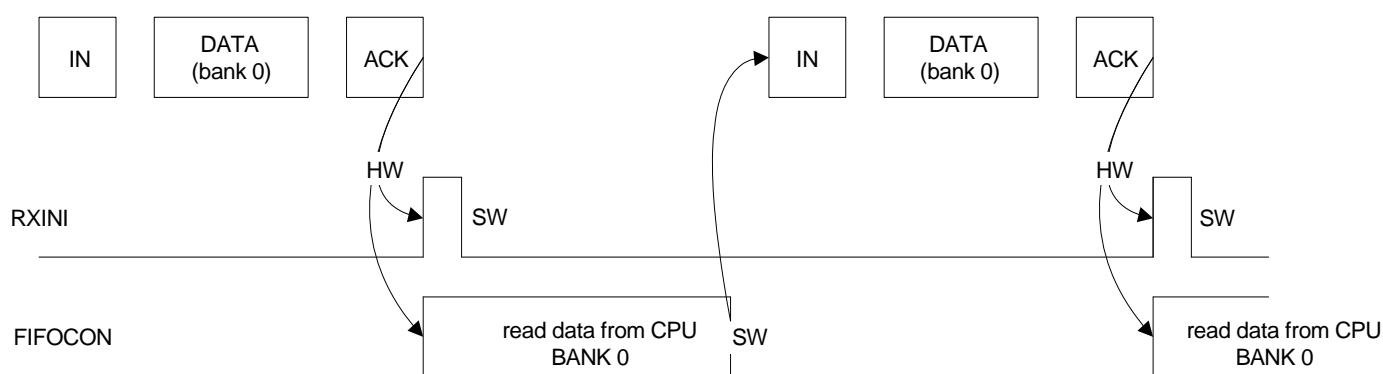 IN
DATA
(bank 0)
ACK
IN
DATA
(bank 0)
ACK
HW
HW
RXINI
SW
SW
FIFOCON
read data from CPU
BANK 0
SW
read data from CPU
BANK 0